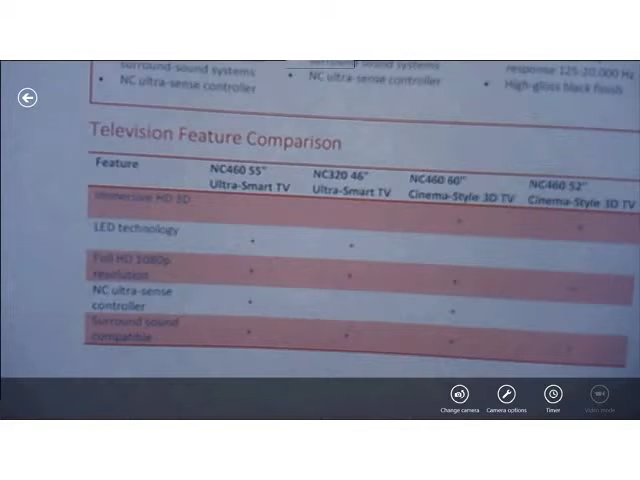 surround-sound systems
• NC ultra-sense controller
surround-sound systems
• NC ultra-sense controller
response 125-20,000 Hz
• High-gloss black finish
Television Feature Comparison
Feature
NC460 55"
Ultra-Smart TV
NC320 46"
Ultra-Smart TV
NC460 60"
Cinema-Style 3D TV
NC460 52"
Cinema-Style 3D TV
Immersive HD 3D
• •
LED technology
• •
Full HD 1080p
resolution
• • • •
NC ultra-sense
controller
• •
Surround sound
compatible
• • • •
Change camera
Camera options
Timer
Video mode